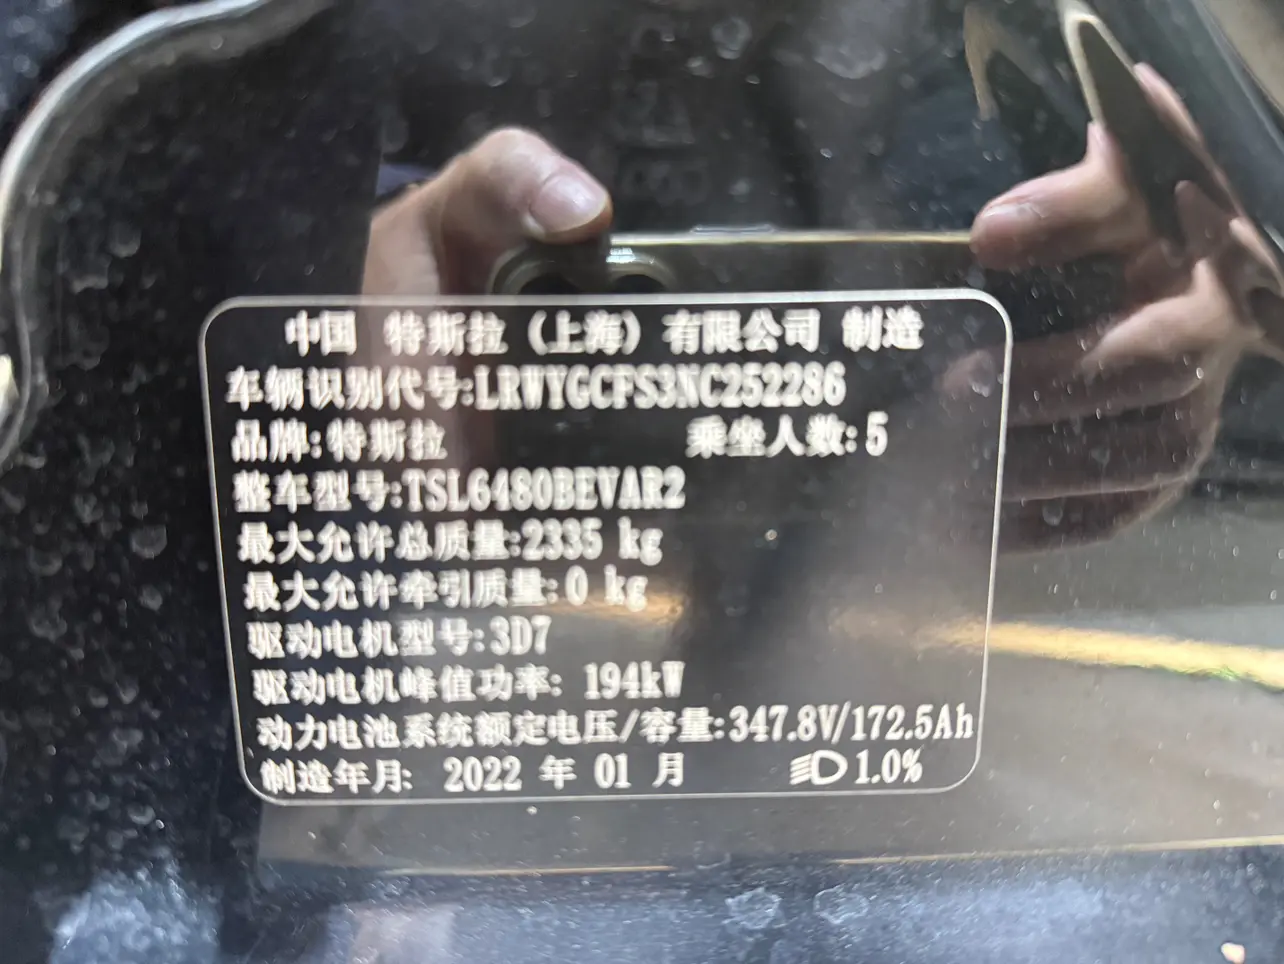 中国 特斯拉（上海）有限公司 制造
车辆识别代号:LRWYGCFS3NC252286
品牌:特斯拉 乘坐人数:5
整车型号:TSL6480BEVAR2
最大允许总质量:2335 kg
最大允许牵引质量:0 kg
驱动电机型号:3D7
驱动电机峰值功率: 194kW
动力电池系统额定电压/容量:347.8V/172.5Ah
制造年月: 2022 年 01 月 1.0%